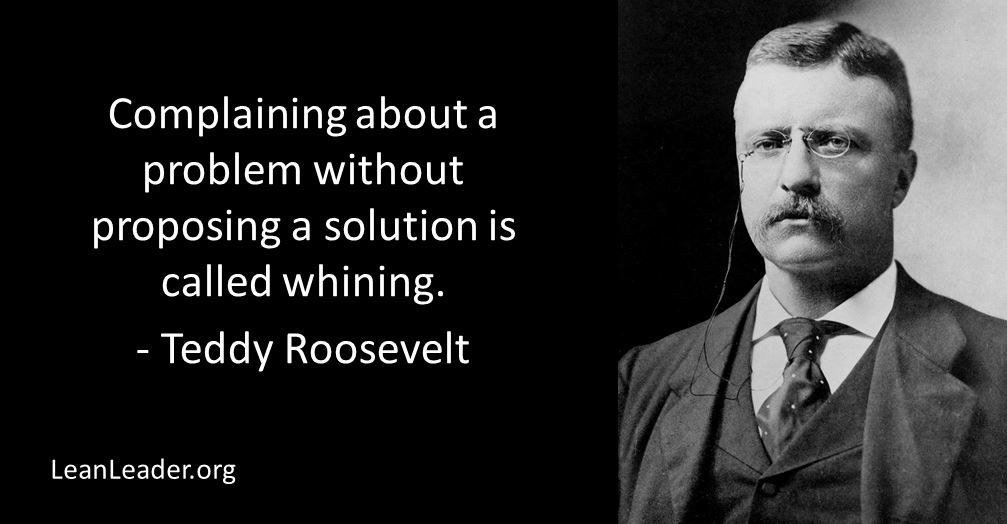 Complaining about a
problem without
proposing a solution is
called whining.
- Teddy Roosevelt
LeanLeader.org